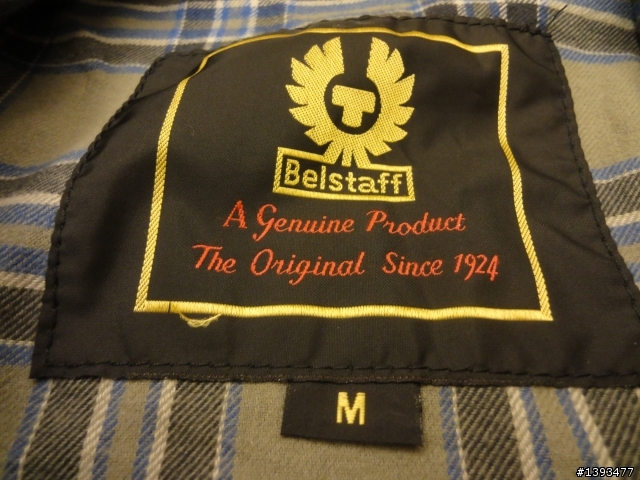 Belstaff
A Genuine Product
The Original Since 1924
M
#1393477